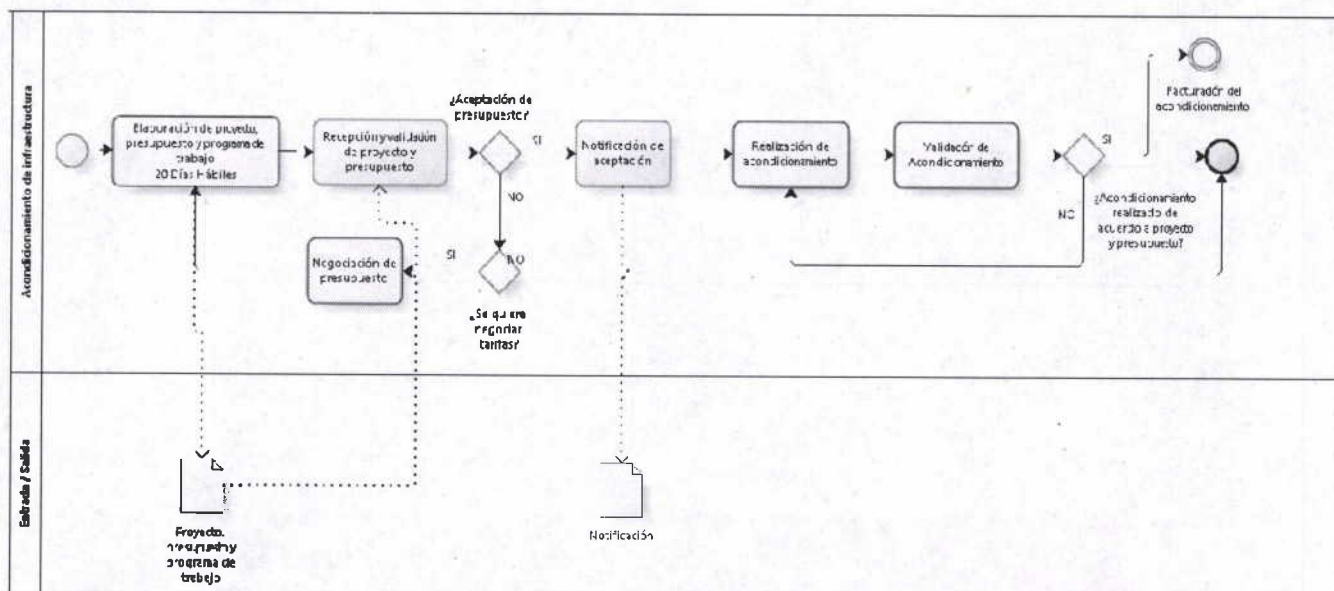 Acondicionamiento de infraestructura
Elaboración de proyecto,
presupuesto y programa de
trabajo
20 Días Hábiles
Recepción y validación
de proyecto y
presupuesto
¿Aceptación de
presupuesto?
SI
NO
Negociación de
presupuesto
SI
NO
¿Se quiere
negociar
tarifas?
Notificación de
aceptación
Realización de
acondicionamiento
Validación de
Acondicionamiento
SI
NO
¿Acondicionamiento
realizado de
acuerdo a proyecto
y presupuesto?
Facturación del
acondicionamiento
Entrada / Salida
Proyecto,
presupuesto y
programa de
trabajo
Notificación